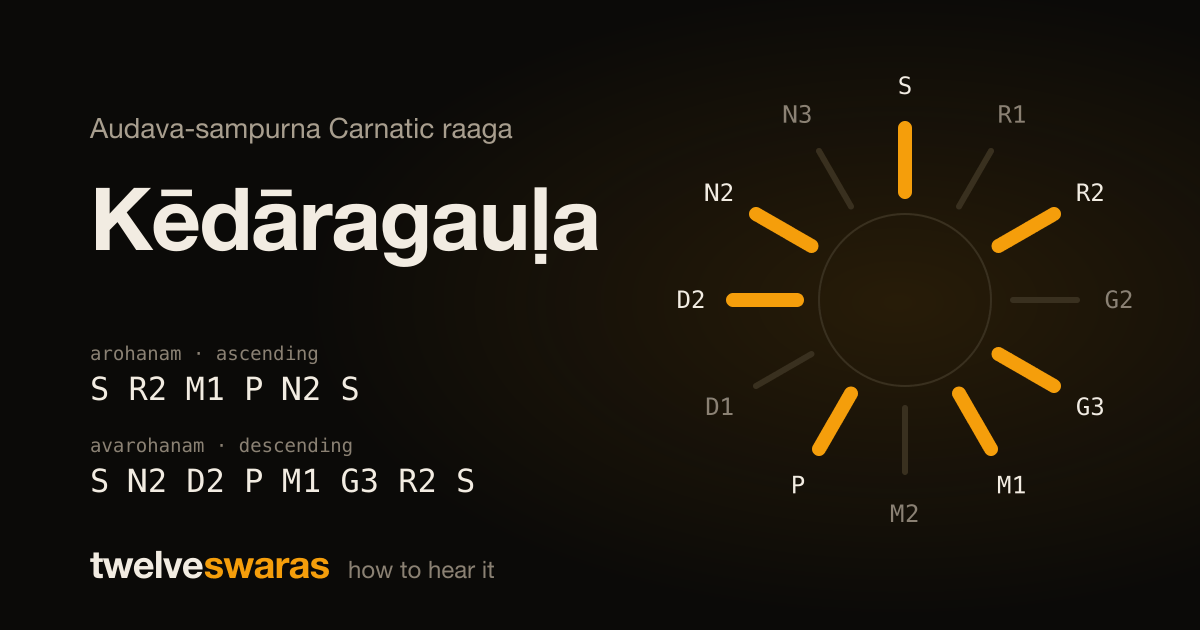 Audava-sampurna Carnatic raaga
Kēdāragauḷa
arohanam · ascending
S R2 M1 P N2 S
avarohanam · descending
S N2 D2 P M1 G3 R2 S
twelveswaras how to hear it
S
R1
R2
G2
G3
M1
M2
P
D1
D2
N2
N3